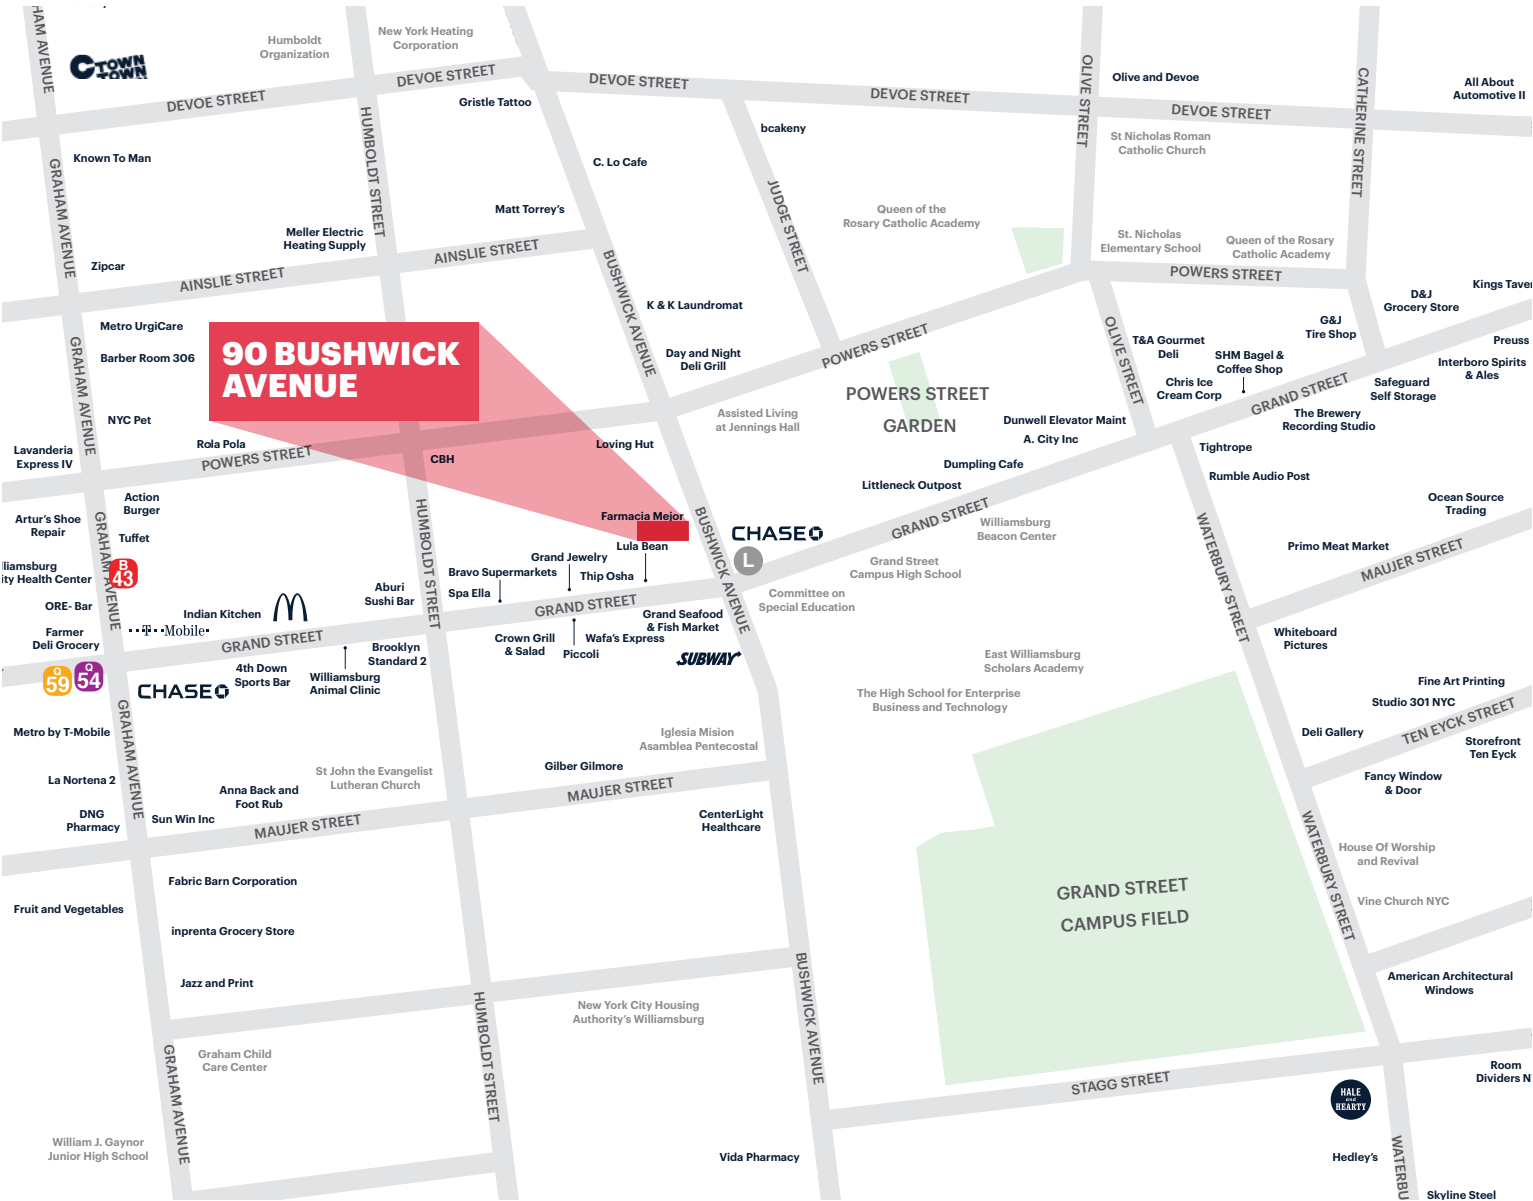 HAM AVENUE
CTOWN
TOWN
Humboldt
Organization
New York Heating
Corporation
DEVOE STREET
DEVOE STREET
DEVOE STREET
DEVOE STREET
DEVOE STREET
OLIVE STREET
Olive and Devoe
CATHERINE STREET
All About
Automotive II
Gristle Tattoo
bcakeny
St Nicholas Roman
Catholic Church
Known To Man
GRAHAM AVENUE
HUMBOLDT STREET
C. Lo Cafe
JUDGE STREET
Matt Torrey's
Queen of the
Rosary Catholic Academy
Meller Electric
Heating Supply
St. Nicholas
Elementary School
Queen of the Rosary
Catholic Academy
Zipcar
AINSLIE STREET
AINSLIE STREET
BUSHWICK AVENUE
POWERS STREET
K & K Laundromat
D&J
Grocery Store
Kings Taver
Metro UrgiCare
Barber Room 306
GRAHAM AVENUE
90 BUSHWICK
AVENUE
Day and Night
Deli Grill
POWERS STREET
OLIVE STREET
T&A Gourmet
Deli
G&J
Tire Shop
SHM Bagel &
Coffee Shop
Preuss
Interboro Spirits
& Ales
Chris Ice
Cream Corp
GRAND STREET
Safeguard
Self Storage
POWERS STREET
GARDEN
Assisted Living
at Jennings Hall
NYC Pet
The Brewery
Recording Studio
Dunwell Elevator Maint
A. City Inc
Rola Pola
Loving Hut
Tightrope
Lavanderia
Express IV
POWERS STREET
CBH
Dumpling Cafe
Littleneck Outpost
Rumble Audio Post
Action
Burger
Ocean Source
Trading
Artur's Shoe
Repair
GRAHAM AVENUE
Tuffet
HUMBOLDT STREET
Farmacia Mejor
BUSHWICK AVENUE
CHASE
L
GRAND STREET
Williamsburg
Beacon Center
WATERBURY STREET
Primo Meat Market
MAUJER STREET
Lula Bean
Grand Jewelry
Thip Osha
Bravo Supermarkets
Spa Ella
Grand Street
Campus High School
lliamsburg
ity Health Center
B
43
Aburi
Sushi Bar
Committee on
Special Education
ORE- Bar
Indian Kitchen
T Mobile
GRAND STREET
GRAND STREET
Grand Seafood
& Fish Market
Farmer
Deli Grocery
Crown Grill
& Salad
Piccoli
Wafa's Express
SUBWAY
Whiteboard
Pictures
Brooklyn
Standard 2
Q
59
Q
54
CHASE
4th Down
Sports Bar
Williamsburg
Animal Clinic
East Williamsburg
Scholars Academy
The High School for Enterprise
Business and Technology
Fine Art Printing
Studio 301 NYC
TEN EYCK STREET
GRAHAM AVENUE
Metro by T-Mobile
Iglesia Mision
Asamblea Pentecostal
Deli Gallery
Storefront
Ten Eyck
La Nortena 2
St John the Evangelist
Lutheran Church
Gilber Gilmore
MAUJER STREET
Fancy Window
& Door
Anna Back and
Foot Rub
DNG
Pharmacy
Sun Win Inc
MAUJER STREET
CenterLight
Healthcare
WATERBURY STREET
House Of Worship
and Revival
Fabric Barn Corporation
GRAND STREET
CAMPUS FIELD
Vine Church NYC
Fruit and Vegetables
inprenta Grocery Store
Jazz and Print
BUSHWICK AVENUE
American Architectural
Windows
HUMBOLDT STREET
New York City Housing
Authority's Williamsburg
GRAHAM AVENUE
Graham Child
Care Center
STAGG STREET
HALE
and
HEARTY
Room
Dividers N
William J. Gaynor
Junior High School
Vida Pharmacy
Hedley's
WATERBU
Skyline Steel